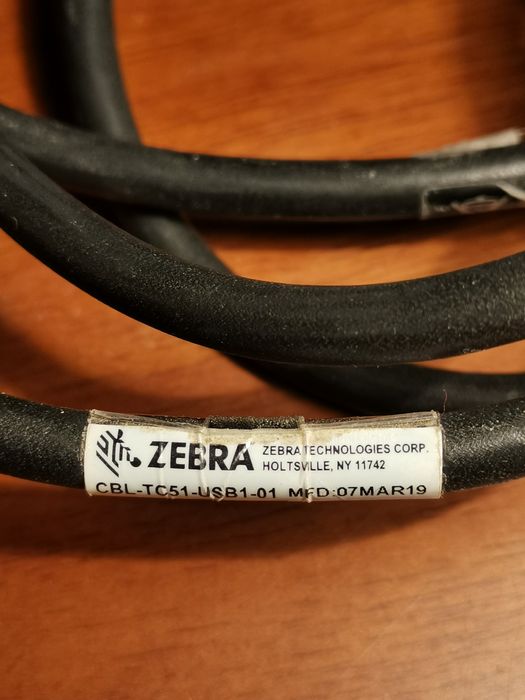 ZEBRA
ZEBRA TECHNOLOGIES CORP.
HOLTSVILLE, NY 11742
CBL-TC51-USB1-01 MFD:07MAR19